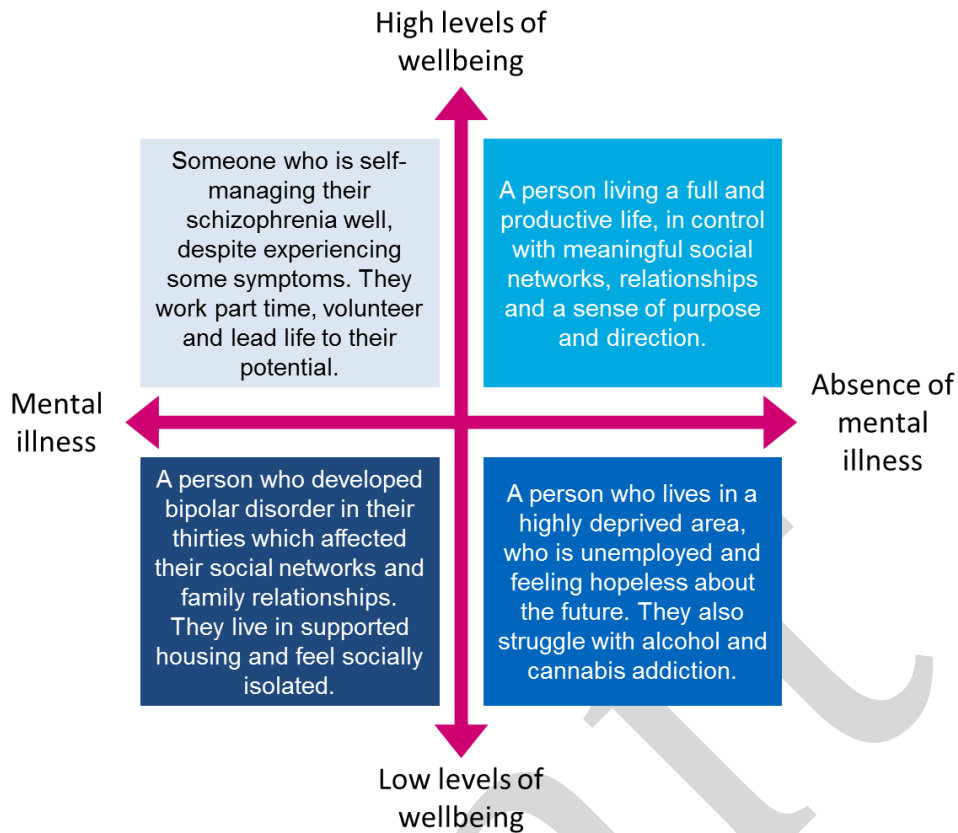 High levels of
wellbeing
Someone who is self-
managing their
schizophrenia well,
despite experiencing
some symptoms. They
work part time, volunteer
and lead life to their
potential.
A person living a full and
productive life, in control
with meaningful social
networks, relationships
and a sense of purpose
and direction.
Mental
illness
Absence of
mental
illness
A person who developed
bipolar disorder in their
thirties which affected
their social networks and
family relationships.
They live in supported
housing and feel socially
isolated.
A person who lives in a
highly deprived area,
who is unemployed and
feeling hopeless about
the future. They also
struggle with alcohol and
cannabis addiction.
Low levels of
wellbeing